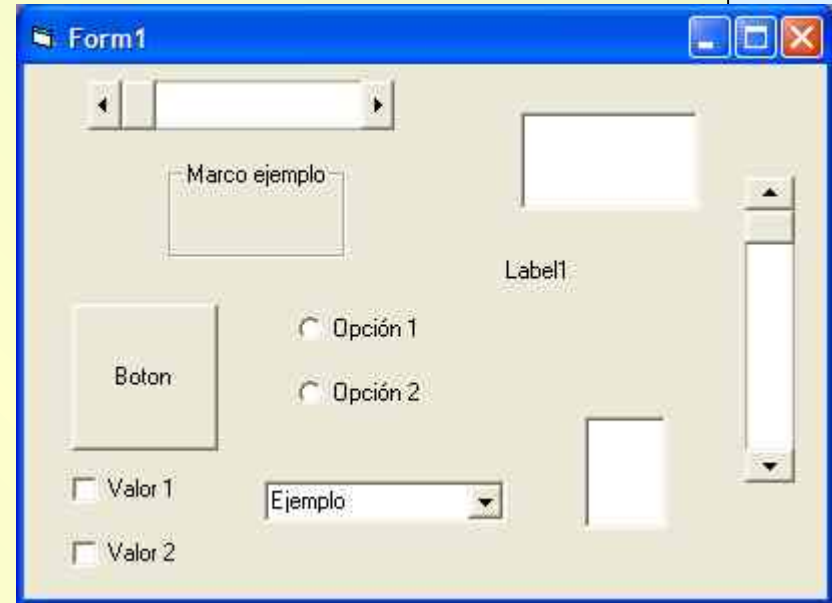 Form1
Marco ejemplo
Label1
Opción 1
Boton
Opción 2
Valor 1
Ejemplo
Valor 2